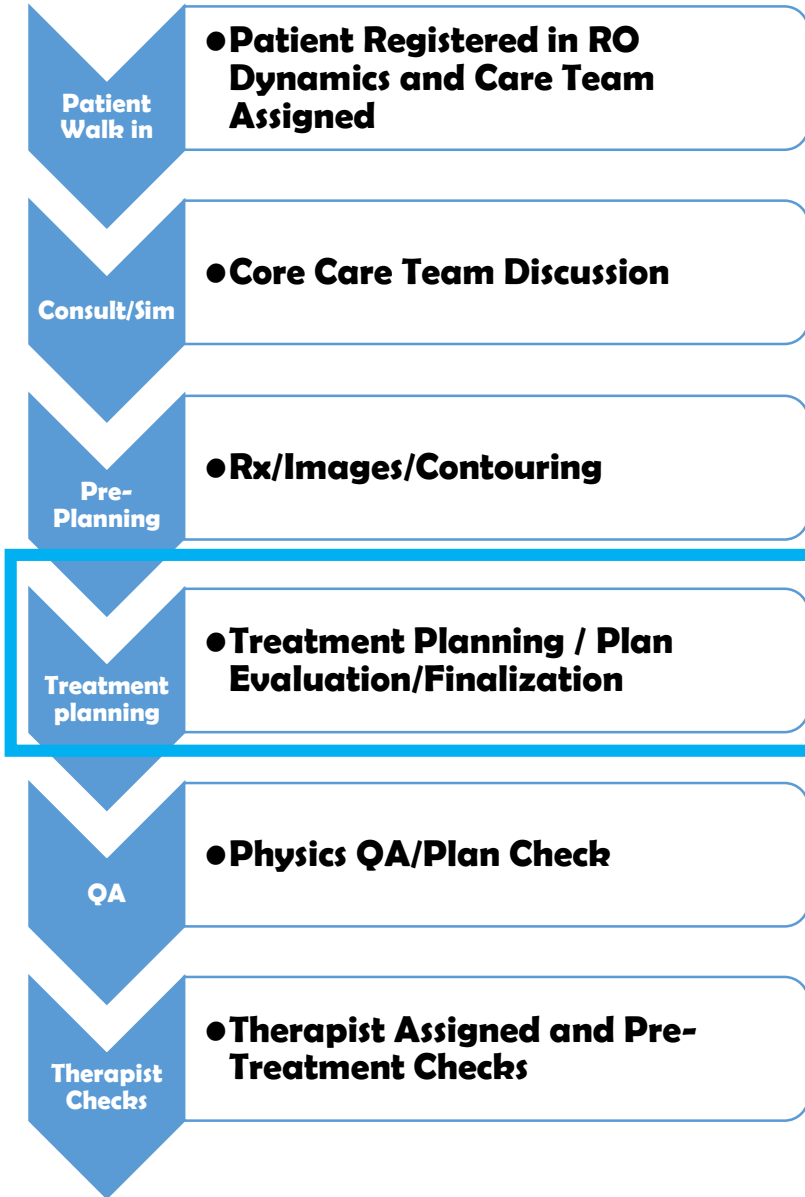 Patient
Walk in
●Patient Registered in RO
Dynamics and Care Team
Assigned
Consult/Sim
●Core Care Team Discussion
Pre-
Planning
●Rx/Images/Contouring
Treatment
planning
●Treatment Planning / Plan
Evaluation/Finalization
QA
●Physics QA/Plan Check
Therapist
Checks
●Therapist Assigned and Pre-
Treatment Checks